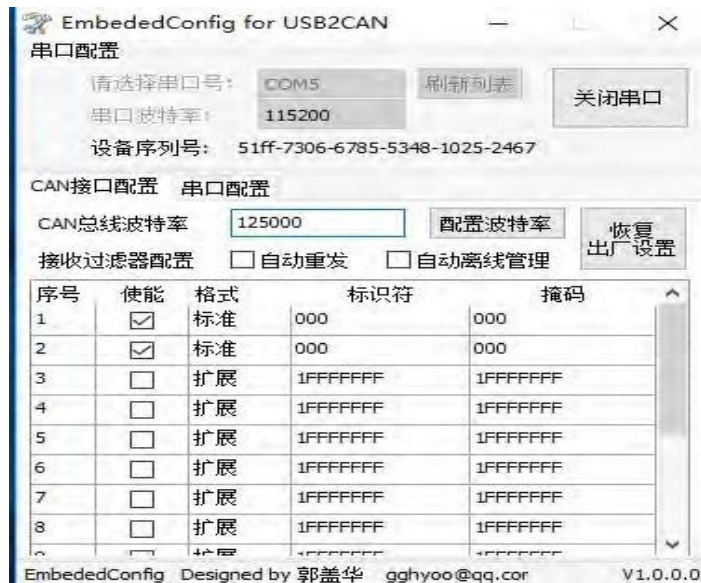 EmbededConfig for USB2CAN
串口配置
请选择串口号: COM5 刷新列表 关闭串口
串口波特率: 115200
设备序列号: 51ff-7306-6785-5348-1025-2467
CAN接口配置 串口配置
CAN总线波特率 125000 配置波特率 恢复出厂设置
接收过滤器配置 自动重发 自动离线管理
序号 使能 格式 标识符 掩码
1 标准 000 000
2 标准 000 000
3 扩展 1FFFFFFF 1FFFFFFF
4 扩展 1FFFFFFF 1FFFFFFF
5 扩展 1FFFFFFF 1FFFFFFF
6 扩展 1FFFFFFF 1FFFFFFF
7 扩展 1FFFFFFF 1FFFFFFF
8 扩展 1FFFFFFF 1FFFFFFF
EmbededConfig Designed by 郭盖华 gghyoo@qq.cor V1.0.0.0